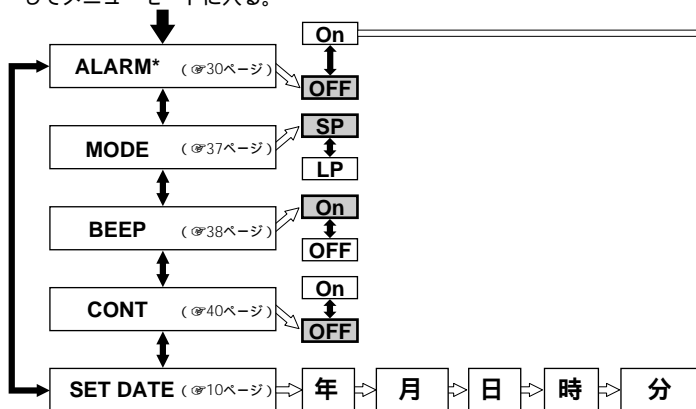 してメニューモードに入る。
On
ALARM* (☞30ページ)
OFF
SP
MODE (☞37ページ)
LP
On
BEEP (☞38ページ)
OFF
On
CONT (☞40ページ)
OFF
SET DATE (☞10ページ) 年 月 日 時 分